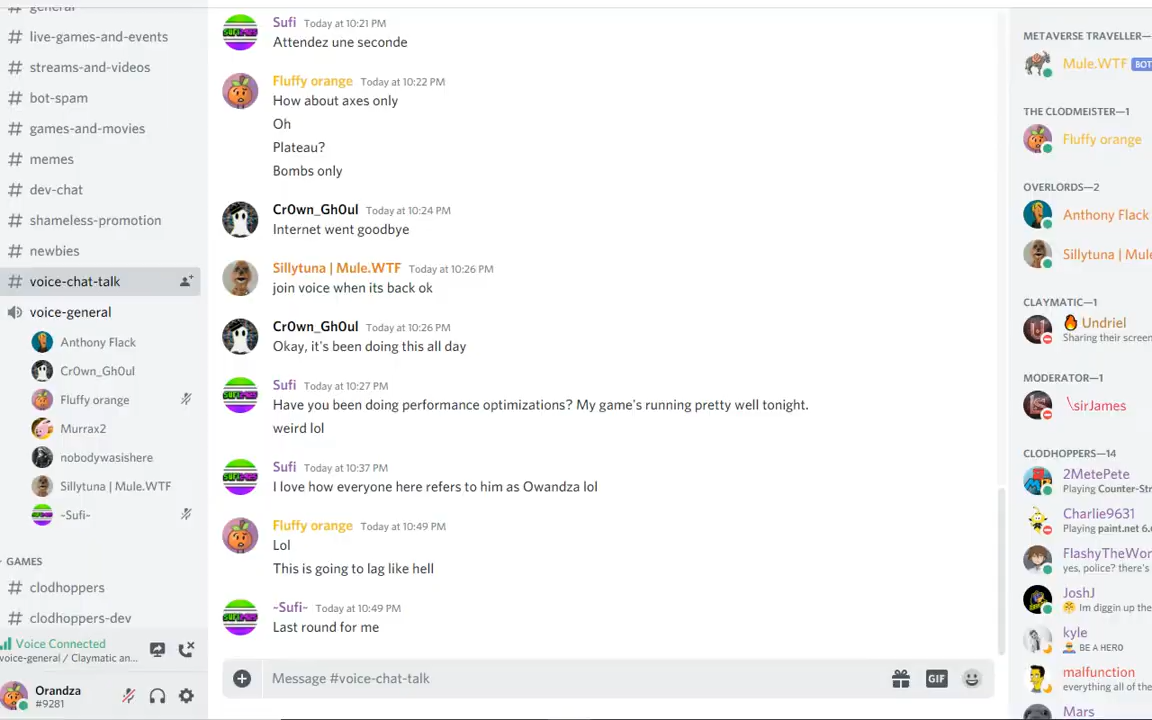 general
# live-games-and-events
# streams-and-videos
# bot-spam
# games-and-movies
# memes
# dev-chat
# shameless-promotion
# newbies
# voice-chat-talk
voice-general
Anthony Flack
Cr0wn_Gh0ul
Fluffy orange
Murrax2
nobodywasishere
Sillytuna | Mule.WTF
~Sufi~
GAMES
# clodhoppers
# clodhoppers-dev
Voice Connected
voice-general / Claymatic an...
Orandza
#9281
Sufi Today at 10:21 PM
Attendez une seconde
Fluffy orange Today at 10:22 PM
How about axes only
Oh
Plateau?
Bombs only
Cr0wn_Gh0ul Today at 10:24 PM
Internet went goodbye
Sillytuna | Mule.WTF Today at 10:26 PM
join voice when its back ok
Cr0wn_Gh0ul Today at 10:26 PM
Okay, it's been doing this all day
Sufi Today at 10:27 PM
Have you been doing performance optimizations? My game's running pretty well tonight.
weird lol
Sufi Today at 10:37 PM
I love how everyone here refers to him as Owandza lol
Fluffy orange Today at 10:49 PM
Lol
This is going to lag like hell
~Sufi~ Today at 10:49 PM
Last round for me
Message #voice-chat-talk
GIF
METAVERSE TRAVELLER—
Mule.WTF BOT
THE CLODMEISTER—1
Fluffy orange
OVERLORDS—2
Anthony Flack
Sillytuna | Mule
CLAYMATIC—1
Undriel
Sharing their screen
MODERATOR—1
\sirJames
CLODHOPPERS—14
2MetePete
Playing Counter-Str
Charlie9631
Playing paint.net 6.
FlashyTheWor
yes, police? there's
JoshJ
Im diggin up the
kyle
BE A HERO
malfunction
everything all of the
Mars